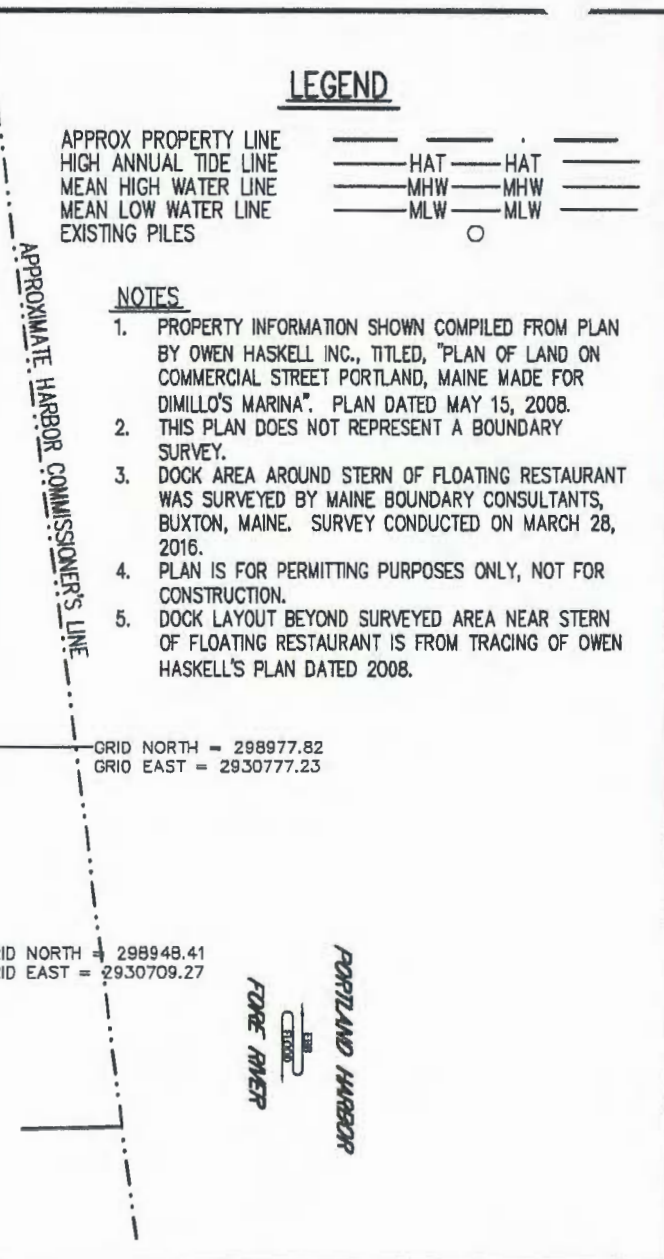 LEGEND
APPROX PROPERTY LINE
HIGH ANNUAL TIDE LINE HAT HAT
MEAN HIGH WATER LINE MHW MHW
MEAN LOW WATER LINE MLW MLW
EXISTING PILES
APPROXIMATE HARBOR COMMISSIONER'S LINE
NOTES
1. PROPERTY INFORMATION SHOWN COMPILED FROM PLAN
BY OWEN HASKELL INC., TITLED, "PLAN OF LAND ON
COMMERCIAL STREET PORTLAND, MAINE MADE FOR
DIMILLO'S MARINA". PLAN DATED MAY 15, 2008.
2. THIS PLAN DOES NOT REPRESENT A BOUNDARY
SURVEY.
3. DOCK AREA AROUND STERN OF FLOATING RESTAURANT
WAS SURVEYED BY MAINE BOUNDARY CONSULTANTS,
BUXTON, MAINE. SURVEY CONDUCTED ON MARCH 28,
2016.
4. PLAN IS FOR PERMITTING PURPOSES ONLY, NOT FOR
CONSTRUCTION.
5. DOCK LAYOUT BEYOND SURVEYED AREA NEAR STERN
OF FLOATING RESTAURANT IS FROM TRACING OF OWEN
HASKELL'S PLAN DATED 2008.
GRID NORTH = 298977.82
GRID EAST = 2930777.23
ID NORTH = 298948.41
ID EAST = 2930709.27
PORTLAND HARBOR
EBB
FLOOD
FORE RIVER